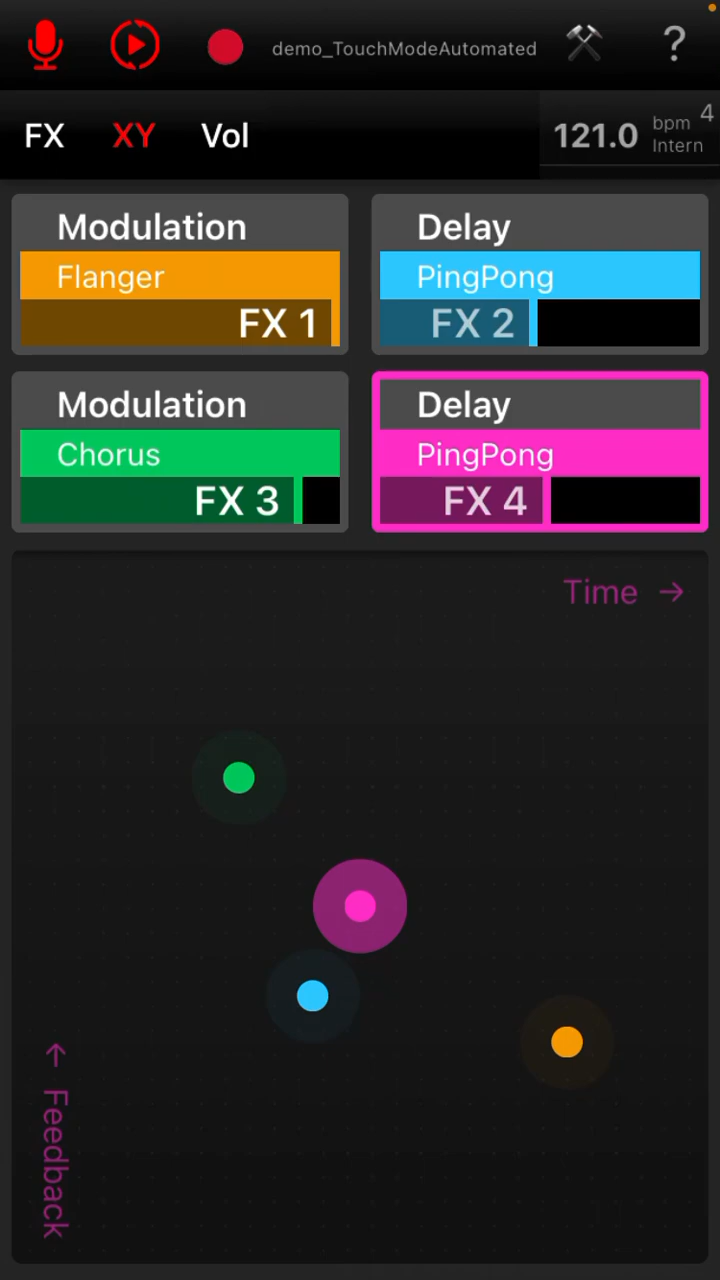 demo_TouchModeAutomated
?
FX XY Vol
121.0 bpm 4
Intern
Modulation
Flanger
FX 1
Delay
PingPong
FX 2
Modulation
Chorus
FX 3
Delay
PingPong
FX 4
Time →
← Feedback